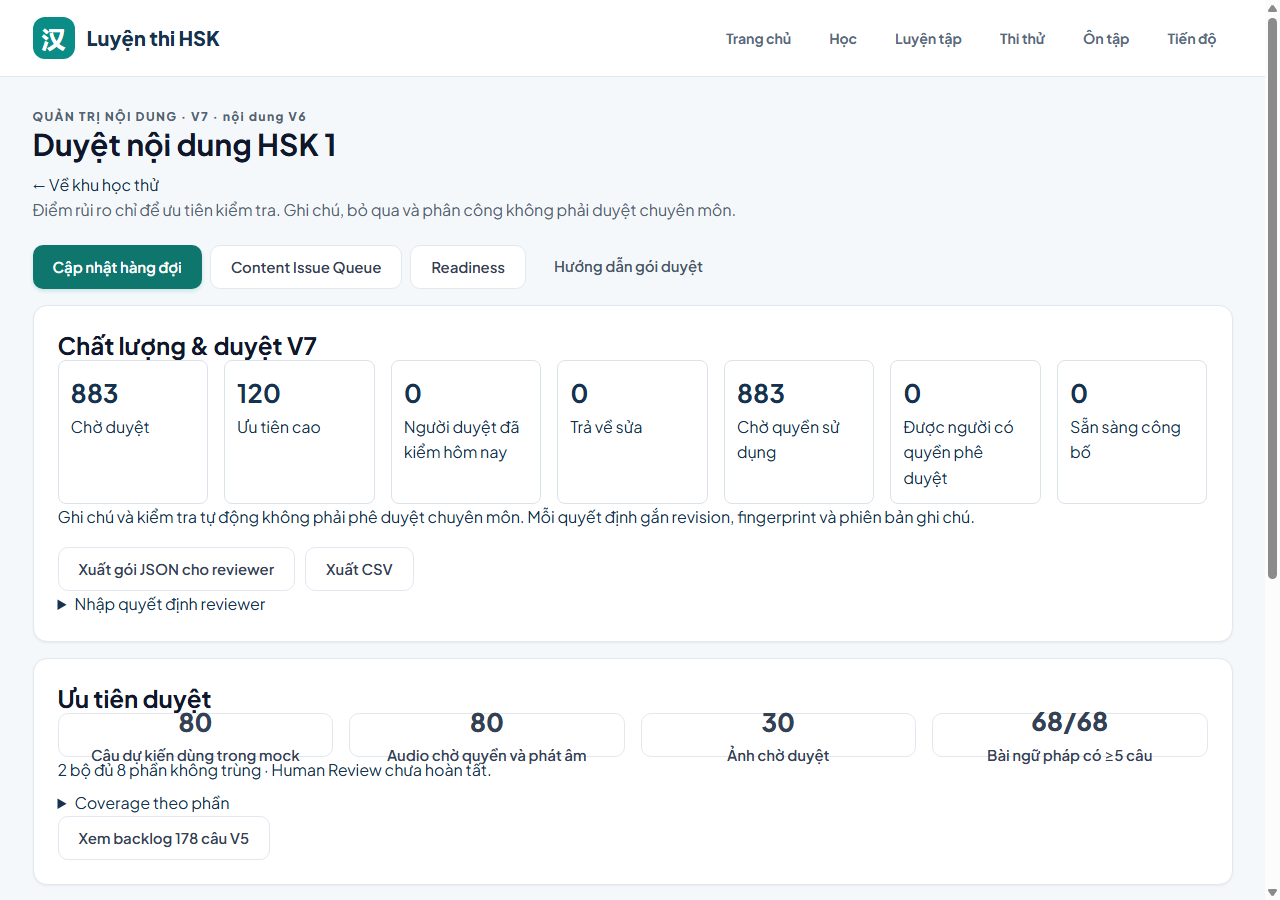 汉 Luyện thi HSK
Trang chủ Học Luyện tập Thi thử Ôn tập Tiến độ
QUẢN TRỊ NỘI DUNG · V7 · nội dung V6
Duyệt nội dung HSK 1
← Về khu học thử
Điểm rủi ro chỉ để ưu tiên kiểm tra. Ghi chú, bỏ qua và phân công không phải duyệt chuyên môn.
Cập nhật hàng đợi Content Issue Queue Readiness Hướng dẫn gói duyệt
Chất lượng & duyệt V7
883
Chờ duyệt
120
Ưu tiên cao
0
Người duyệt đã
kiểm hôm nay
0
Trả về sửa
883
Chờ quyền sử
dụng
0
Được người có
quyền phê
duyệt
0
Sẵn sàng công
bố
Ghi chú và kiểm tra tự động không phải phê duyệt chuyên môn. Mỗi quyết định gắn revision, fingerprint và phiên bản ghi chú.
Xuất gói JSON cho reviewer Xuất CSV
▶ Nhập quyết định reviewer
Ưu tiên duyệt
80
Câu dự kiến dùng trong mock
80
Audio chờ quyền và phát âm
30
Ảnh chờ duyệt
68/68
Bài ngữ pháp có ≥5 câu
2 bộ đủ 8 phần không trùng · Human Review chưa hoàn tất.
▶ Coverage theo phần
Xem backlog 178 câu V5